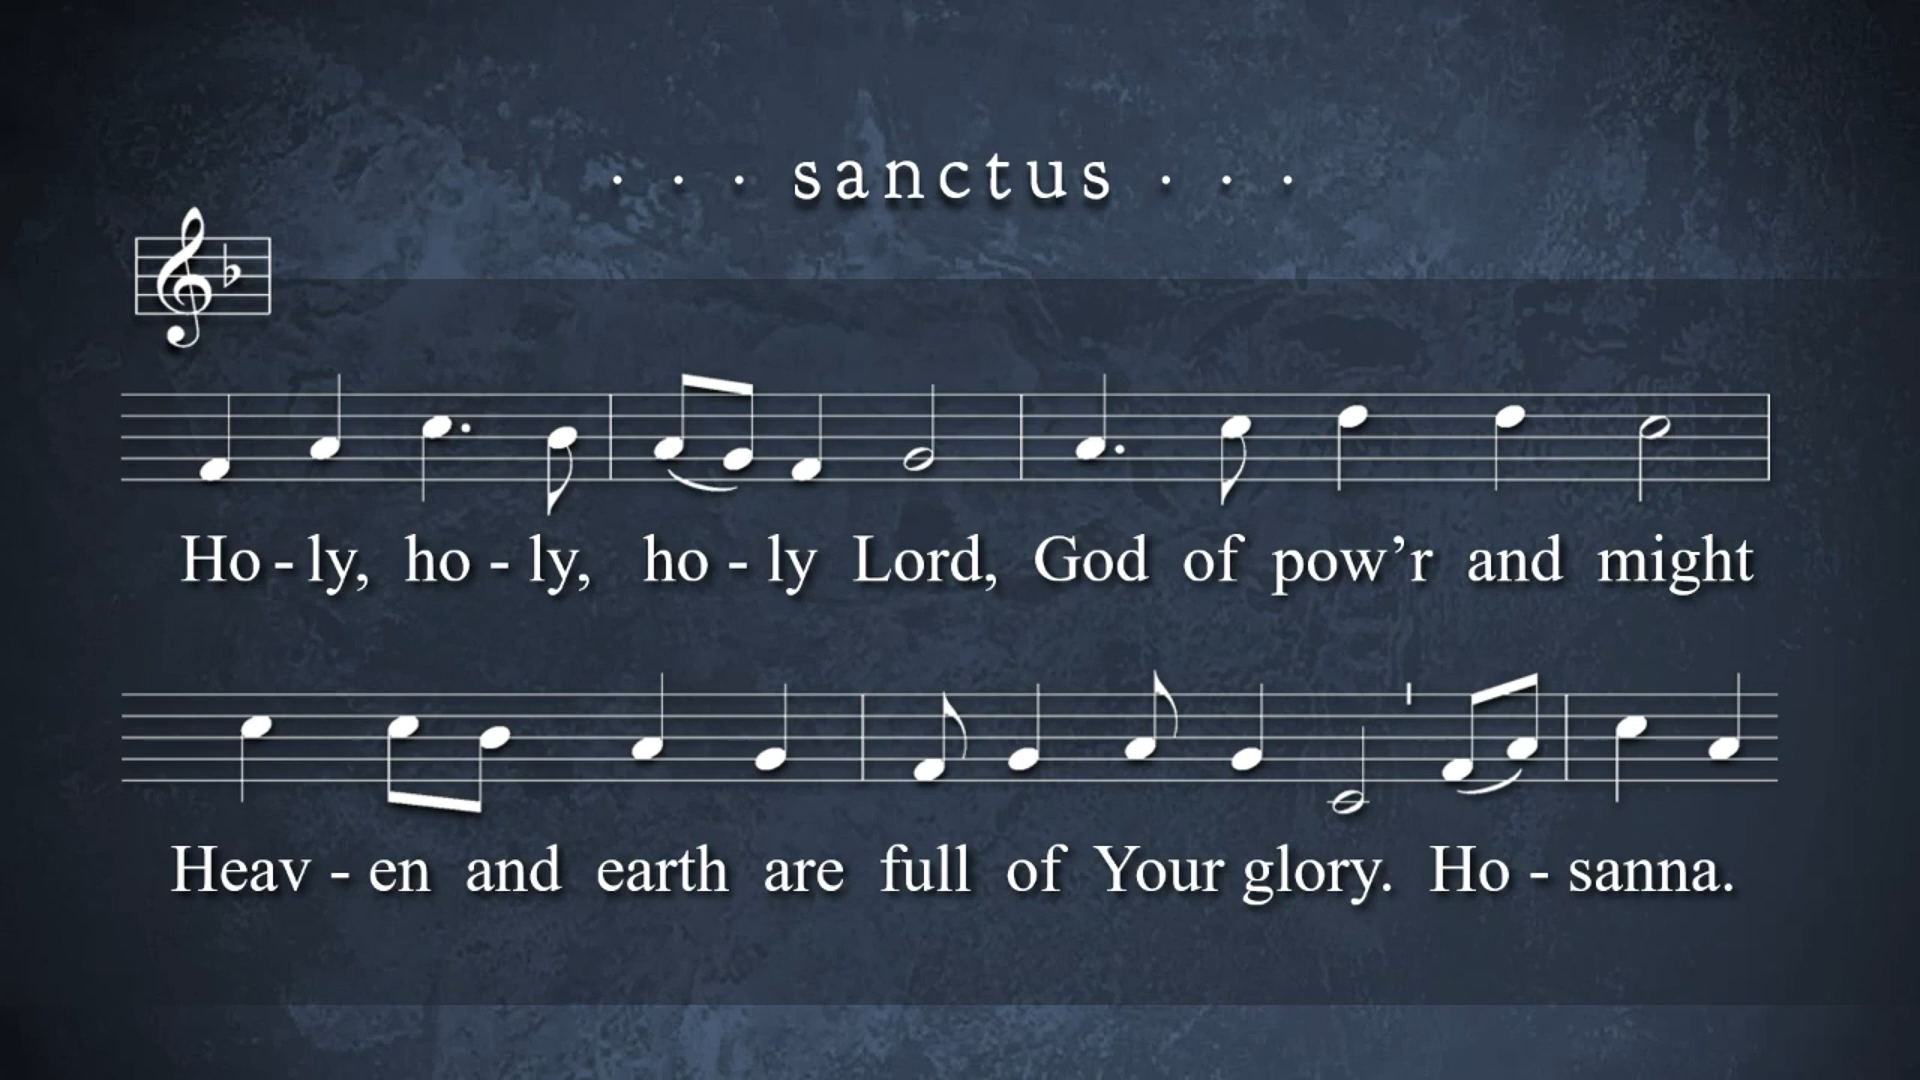 · · · sanctus · · ·
Ho - ly, ho - ly, ho - ly Lord, God of pow’r and might
Heav - en and earth are full of Your glory. Ho - sanna.